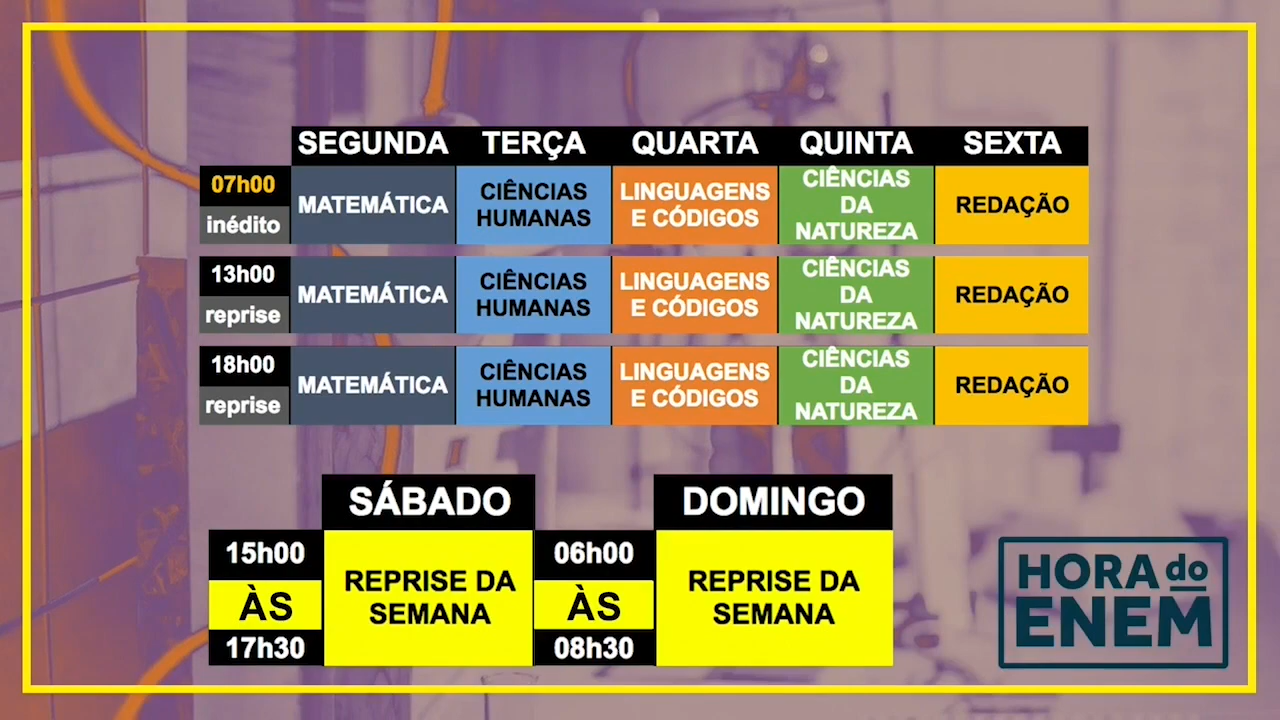 SEGUNDA TERÇA QUARTA QUINTA SEXTA
07h00
inédito
MATEMÁTICA
CIÊNCIAS
HUMANAS
LINGUAGENS
E CÓDIGOS
CIÊNCIAS
DA
NATUREZA
REDAÇÃO
13h00
reprise
MATEMÁTICA
CIÊNCIAS
HUMANAS
LINGUAGENS
E CÓDIGOS
CIÊNCIAS
DA
NATUREZA
REDAÇÃO
18h00
reprise
MATEMÁTICA
CIÊNCIAS
HUMANAS
LINGUAGENS
E CÓDIGOS
CIÊNCIAS
DA
NATUREZA
REDAÇÃO
SÁBADO
15h00
ÀS
17h30
REPRISE DA
SEMANA
DOMINGO
06h00
ÀS
08h30
REPRISE DA
SEMANA
HORA do
ENEM